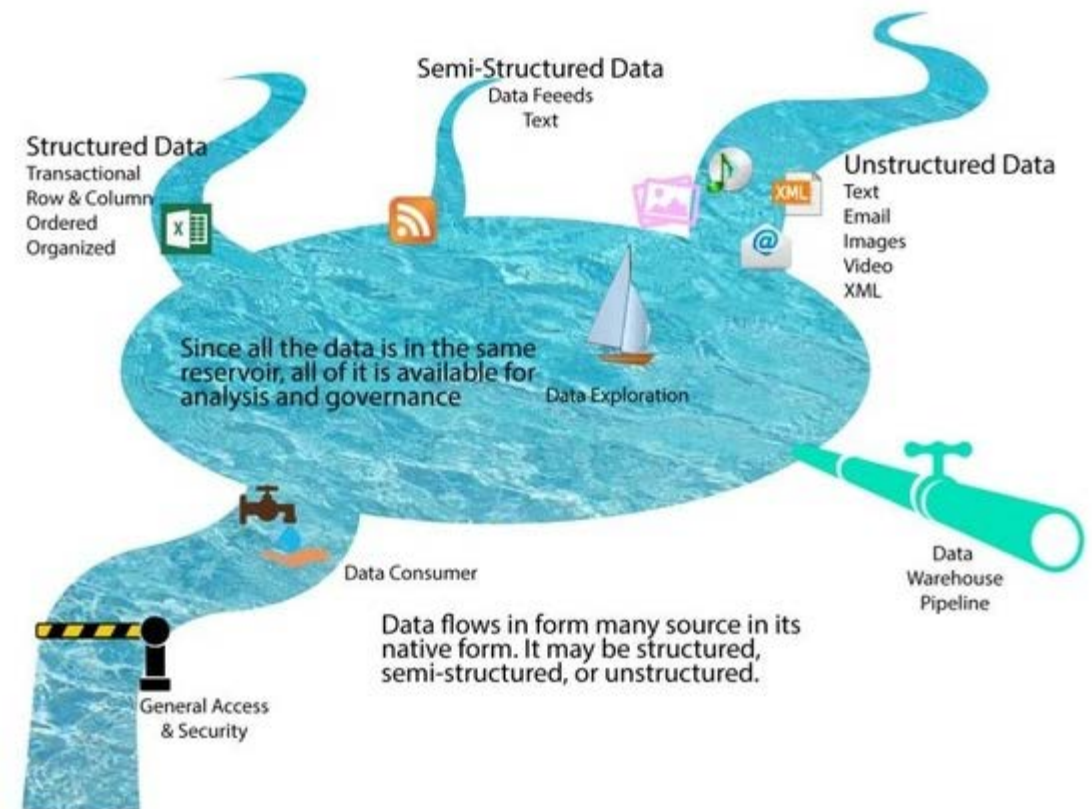 Semi-Structured Data
Data Feeeds
Text
Structured Data
Transactional
Row & Column
Ordered
Organized
Unstructured Data
Text
Email
Images
Video
XML
XML
@
X
Since all the data is in the same
reservoir, all of it is available for
analysis and governance
Data Exploration
Data Consumer
Data
Warehouse
Pipeline
Data flows in form many source in its
native form. It may be structured,
semi-structured, or unstructured.
General Access
& Security